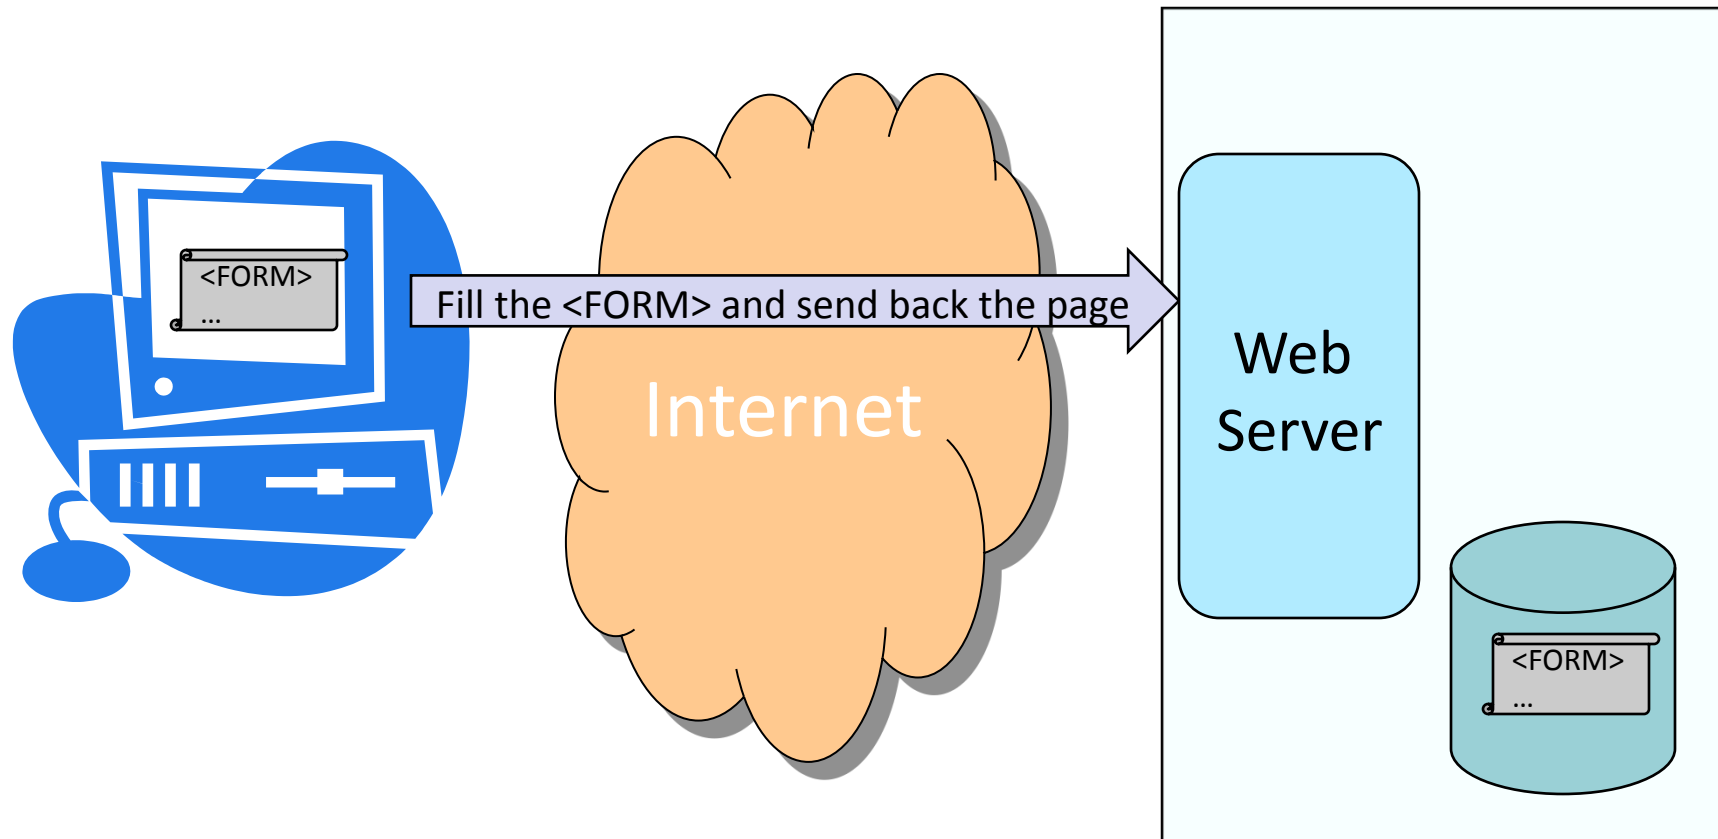 <FORM>
...
Fill the <FORM> and send back the page
Internet
Web
Server
<FORM>
...